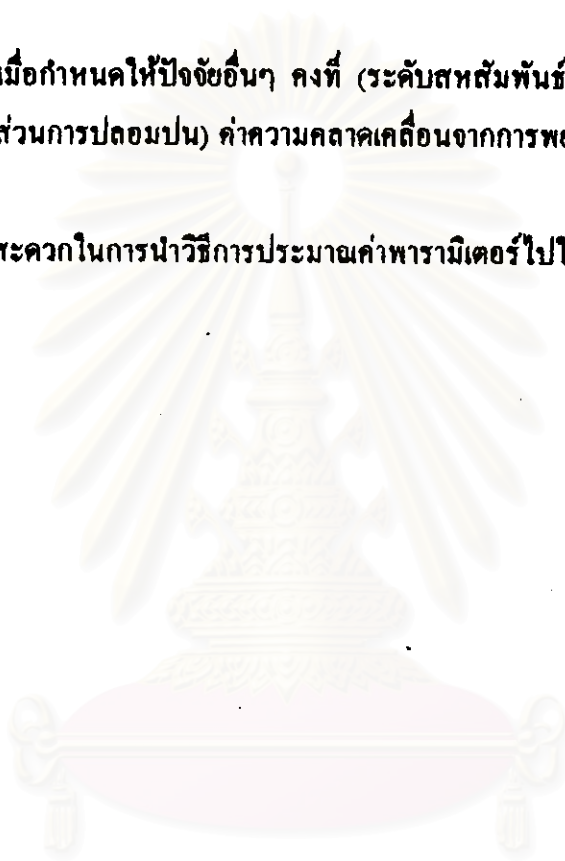 เมื่อกำหนดให้ปัจจัยอื่นๆ คงที่ (ระดับสหสัมพันธ์
ส่วนการปลอมปน) ค่าความคลาดเคลื่อนจากการพย
สะดวกในการนำวิธีการประมาณค่าพารามิเตอร์ไปใ